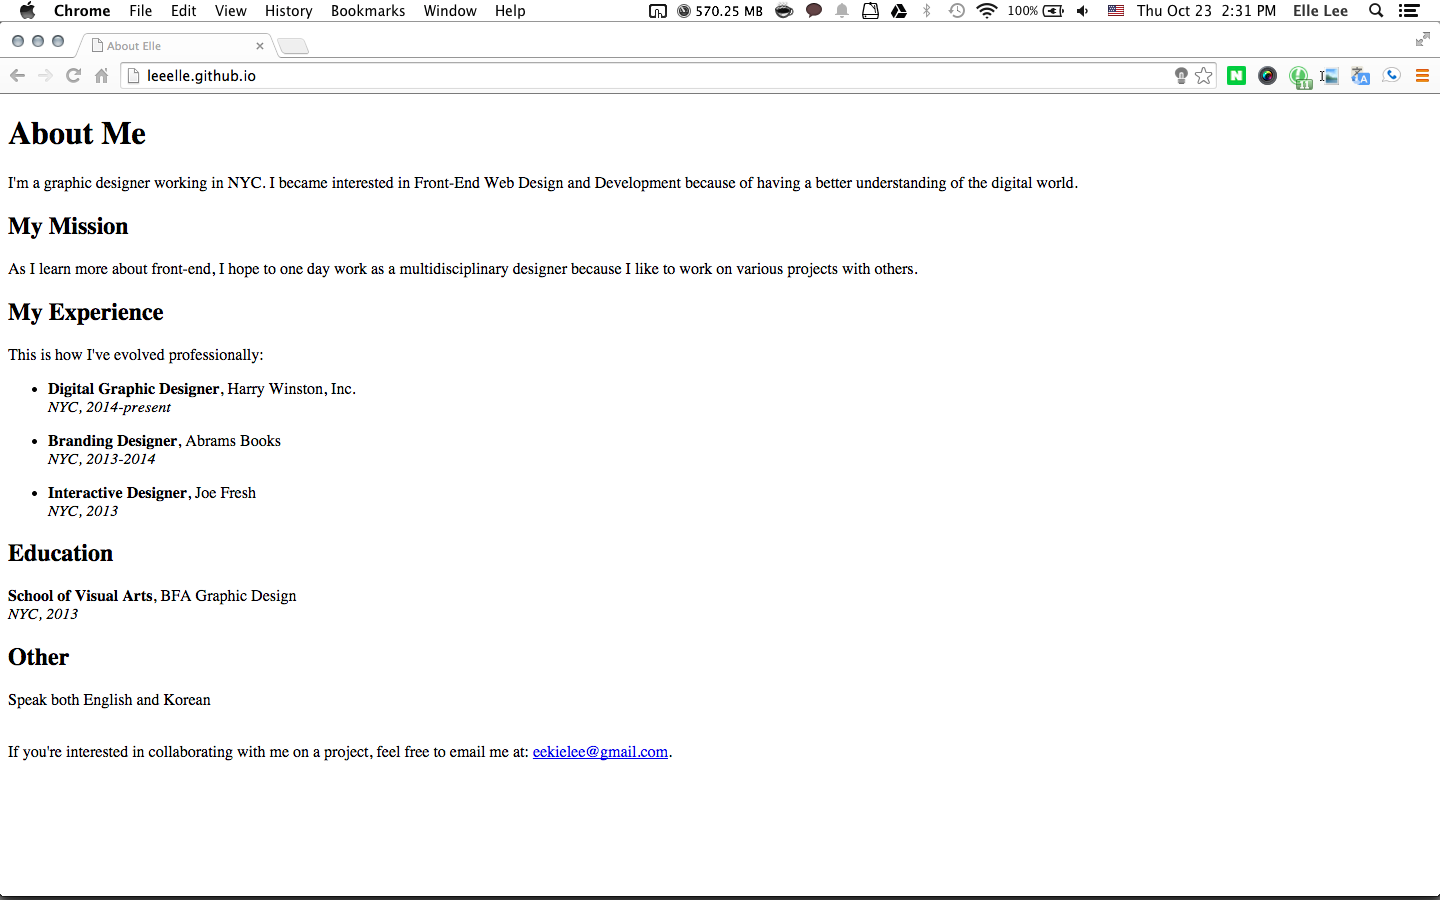 Chrome File Edit View History Bookmarks Window Help 570.25 MB 100% Thu Oct 23 2:31 PM Elle Lee
About Elle
leeelle.github.io N 11 A
About Me
I'm a graphic designer working in NYC. I became interested in Front-End Web Design and Development because of having a better understanding of the digital world.
My Mission
As I learn more about front-end, I hope to one day work as a multidisciplinary designer because I like to work on various projects with others.
My Experience
This is how I've evolved professionally:
• Digital Graphic Designer, Harry Winston, Inc.
NYC, 2014-present
• Branding Designer, Abrams Books
NYC, 2013-2014
• Interactive Designer, Joe Fresh
NYC, 2013
Education
School of Visual Arts, BFA Graphic Design
NYC, 2013
Other
Speak both English and Korean
If you're interested in collaborating with me on a project, feel free to email me at: eekielee@gmail.com.